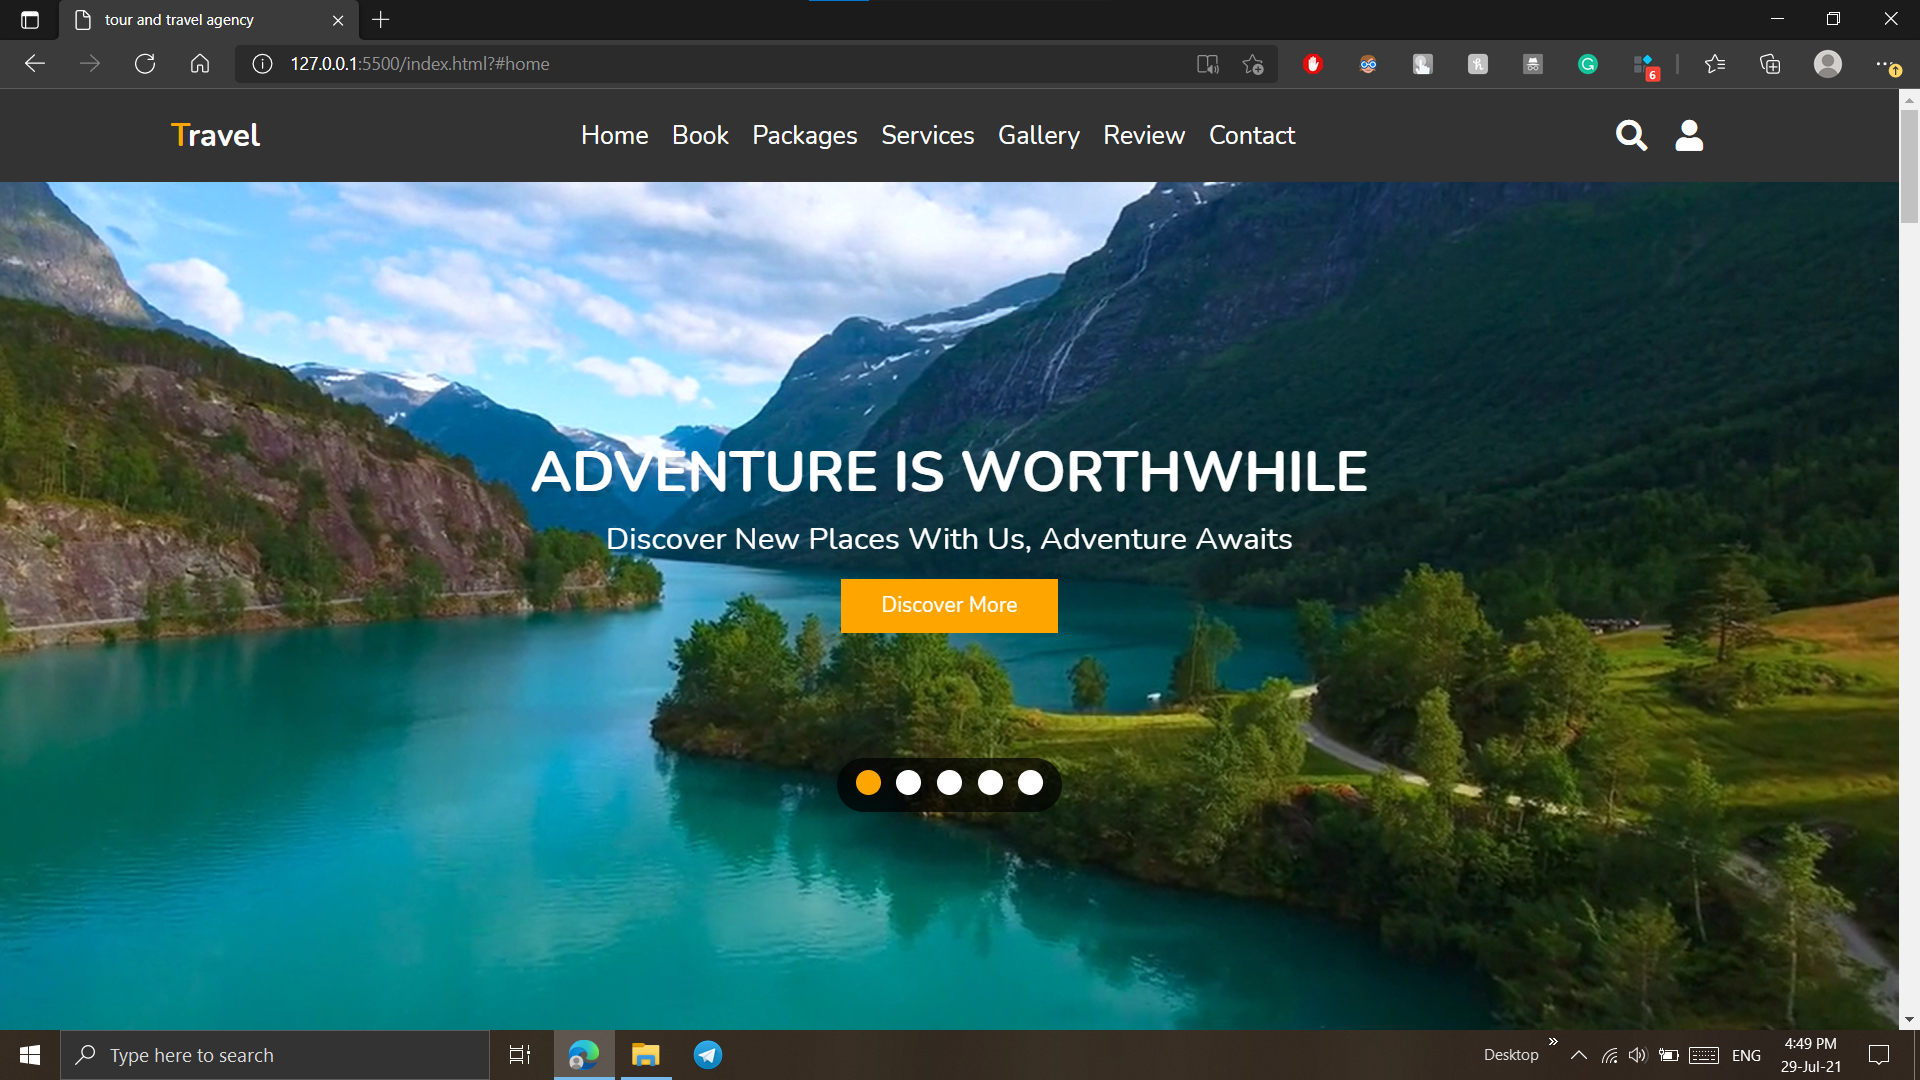 tour and travel agency
127.0.0.1:5500/index.html?#home
6
Travel
Home Book Packages Services Gallery Review Contact
ADVENTURE IS WORTHWHILE
Discover New Places With Us, Adventure Awaits
Discover More
Type here to search
Desktop
ENG
4:49 PM
29-Jul-21